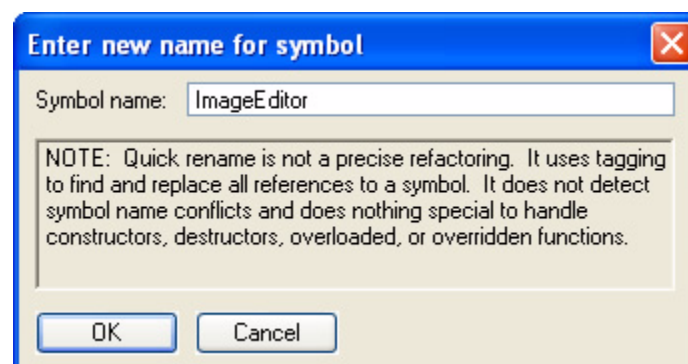 Enter new name for symbol
Symbol name: ImageEditor
NOTE:  Quick rename is not a precise refactoring.  It uses tagging
to find and replace all references to a symbol.  It does not detect
symbol name conflicts and does nothing special to handle
constructors, destructors, overloaded, or overridden functions.
OK Cancel